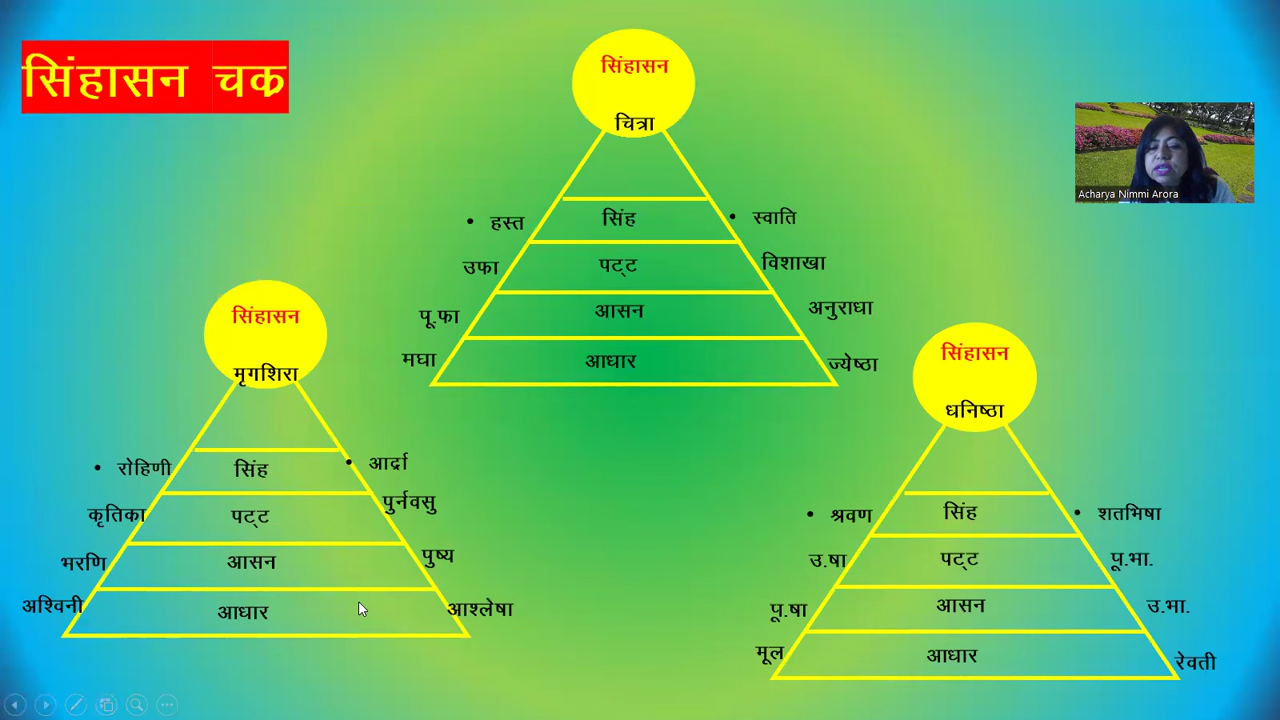 सिंहासन चक्र
सिंहासन
चित्रा
Acharya Nimmi Arora
• हस्त सिंह • स्वाति
उफा पट्ट विशाखा
पू.फा आसन अनुराधा
मघा आधार ज्येष्ठा
सिंहासन
मृगशिरा
• रोहिणी सिंह • आर्द्रा
कृतिका पट्ट पुर्नवसु
भरणि आसन पुष्य
अश्विनी आधार आश्लेषा
सिंहासन
धनिष्ठा
• श्रवण सिंह • शतभिषा
उ.षा पट्ट पू.भा.
पू.षा आसन उ.भा.
मूल आधार रेवती